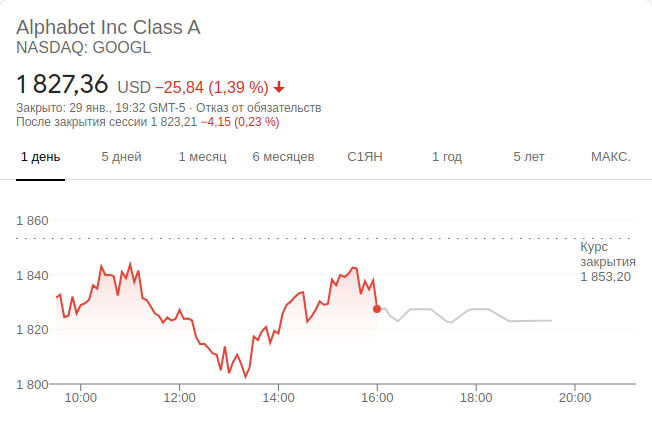 Alphabet Inc Class A
NASDAQ: GOOGL
1 827,36 USD −25,84 (1,39 %)
Закрыто: 29 янв., 19:32 GMT-5 · Отказ от обязательств
После закрытия сессии 1 823,21 −4,15 (0,23 %)
1 день 5 дней 1 месяц 6 месяцев С1ЯН 1 год 5 лет МАКС.
1 860
Курс
закрытия
1 853,20
1 840
1 820
1 800
10:00 12:00 14:00 16:00 18:00 20:00